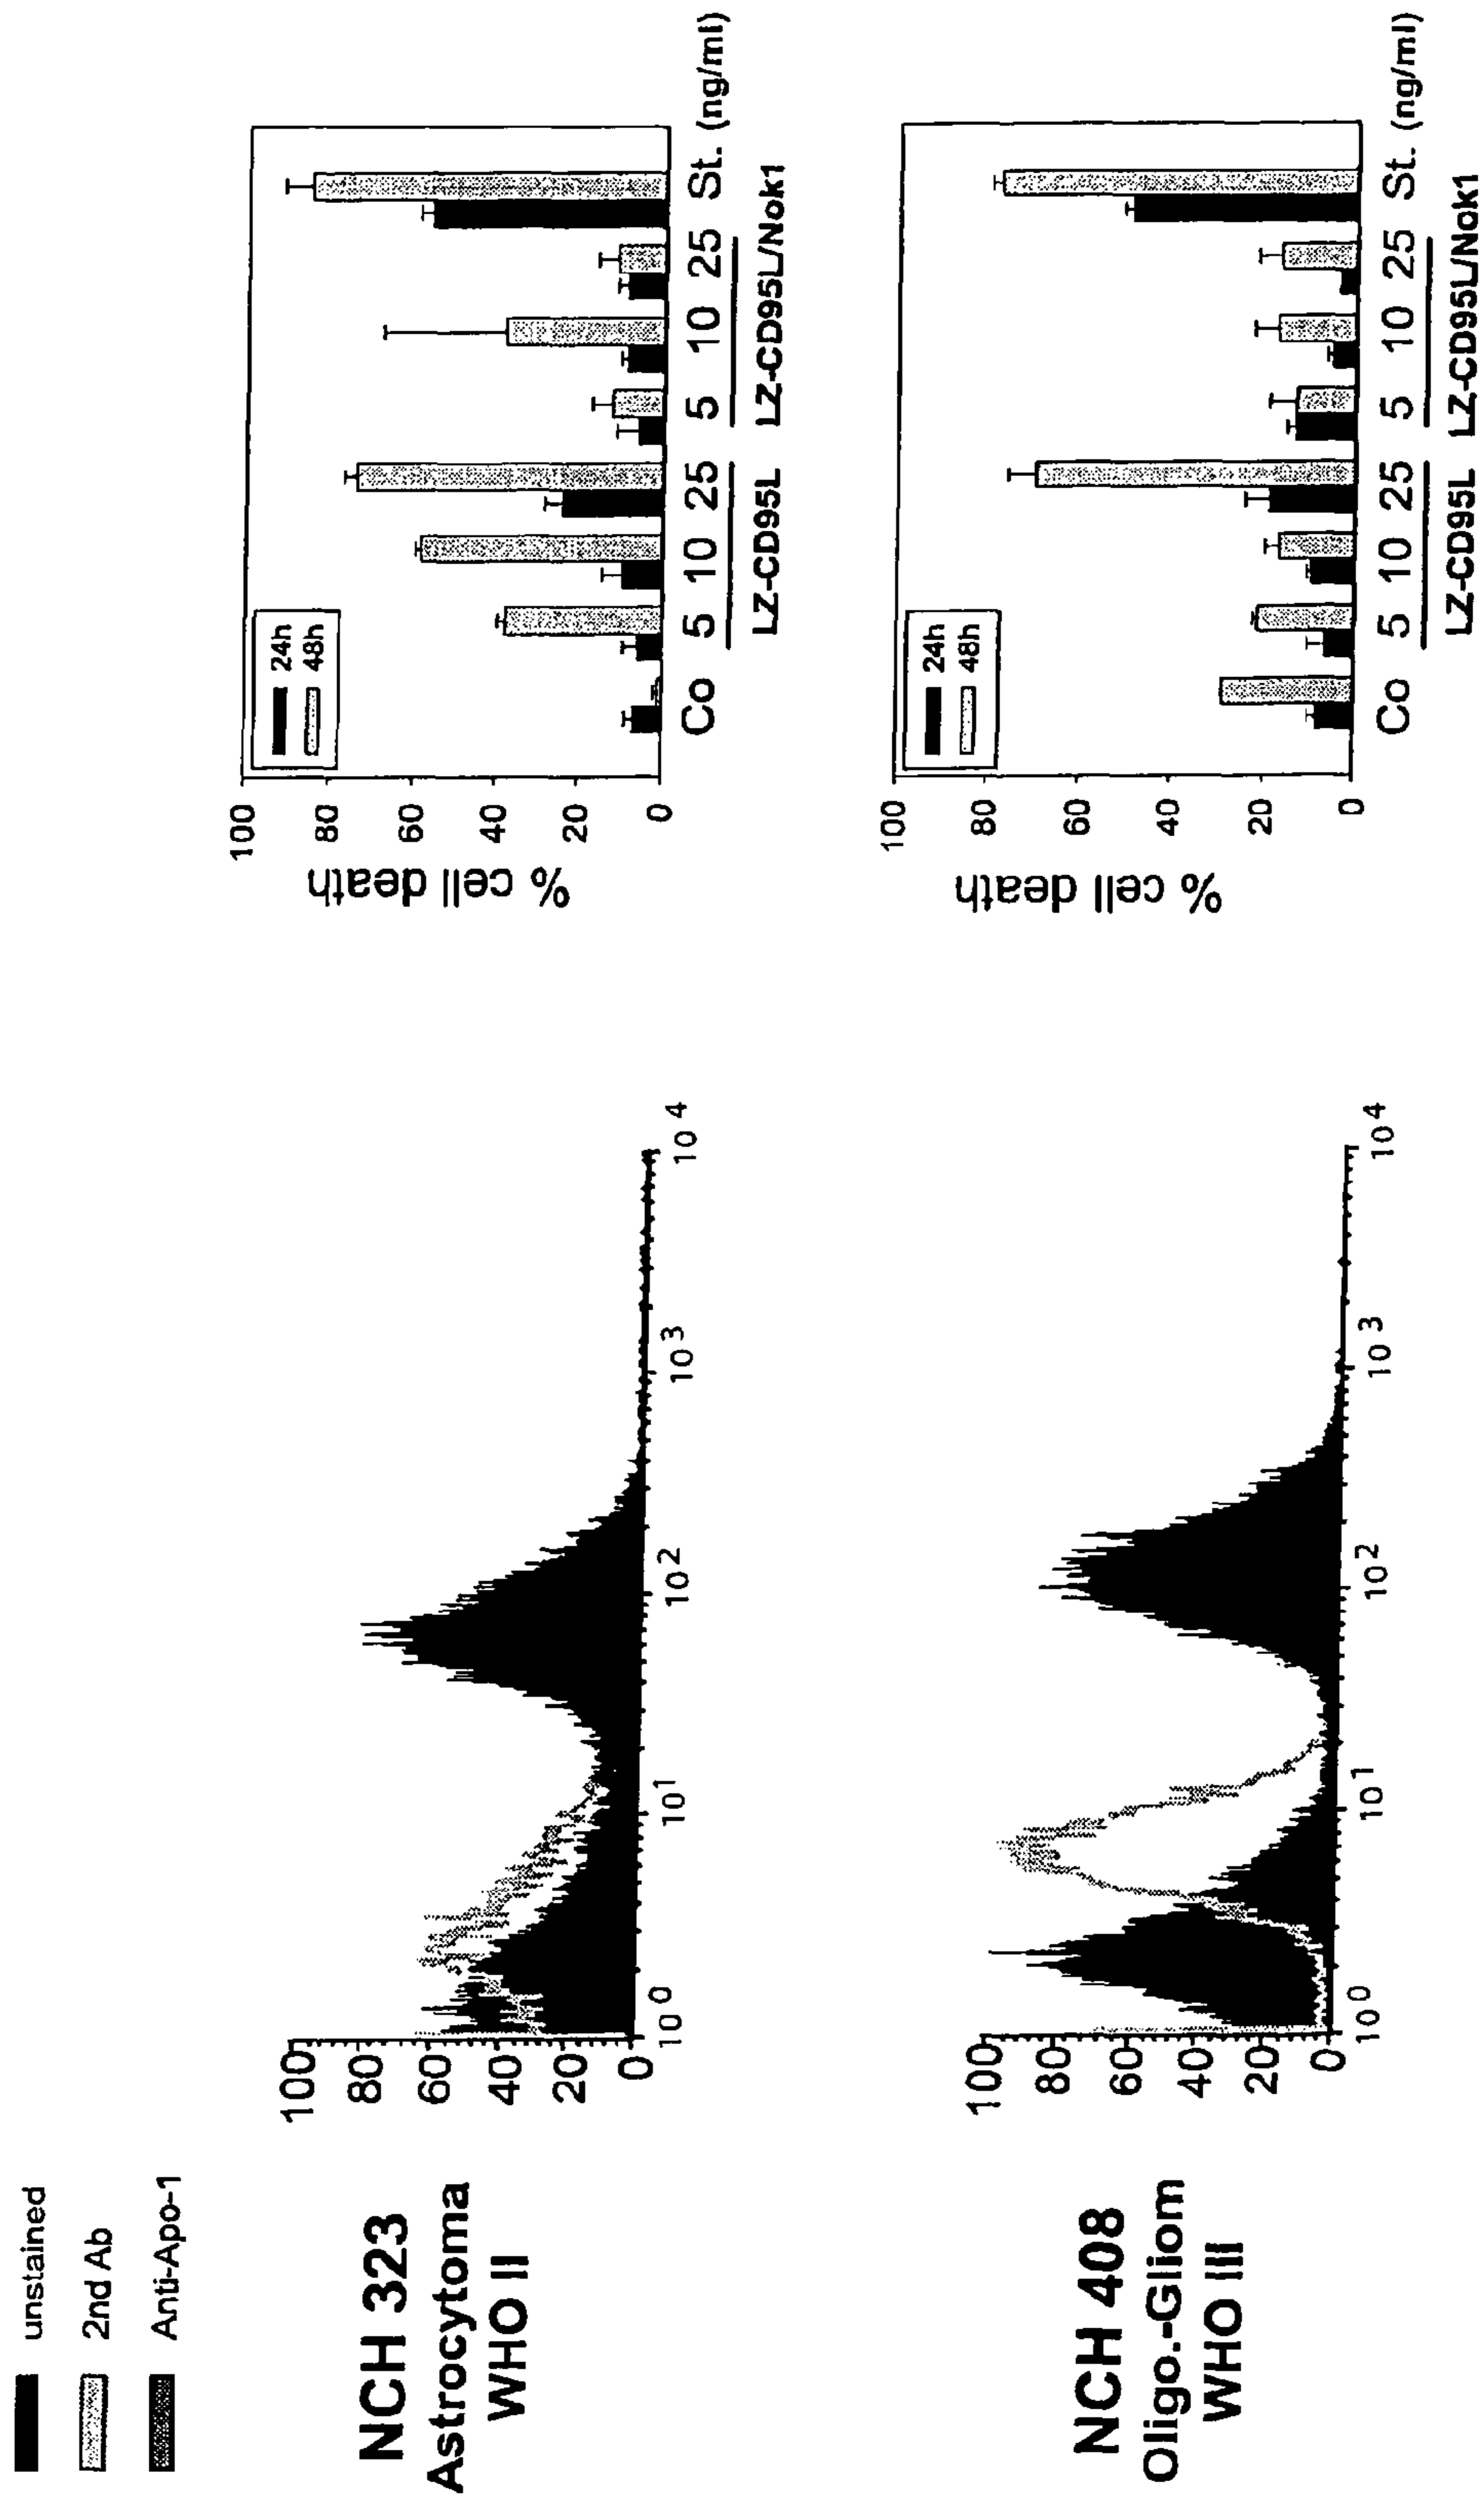 unstained
2nd Ab
Anti-Apo-1
NCH 323
Astrocytoma
WHO II
100
80
60
40
20
0
10 0
10 1
10 2
10 3
10 4
% cell death
100
80
60
40
20
0
24h
48h
Co 5 10 25 5 10 25 St. (ng/ml)
LZ-CD95L LZ-CD95L/Nok1
NCH 408
Oligo.-Gliom
WHO III
100
80
60
40
20
0
10 0
10 1
10 2
10 3
10 4
% cell death
100
80
60
40
20
0
24h
48h
Co 5 10 25 5 10 25 St. (ng/ml)
LZ-CD95L LZ-CD95L/Nok1